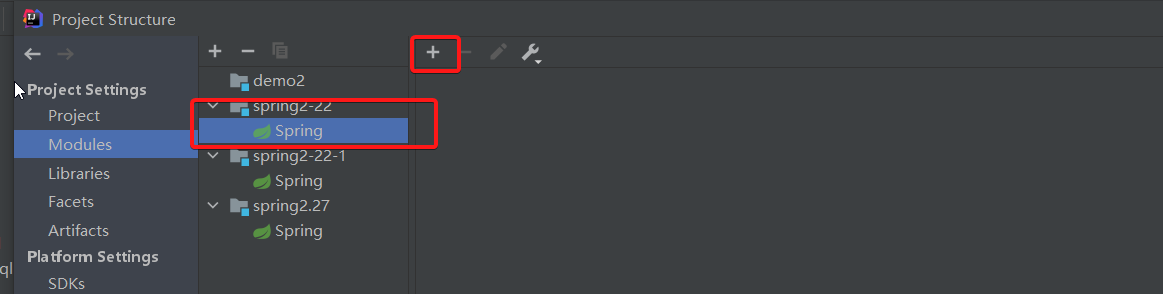 Project Structure
Project Settings
Project
Modules
Libraries
Facets
Artifacts
Platform Settings
SDKs
demo2
spring2-22
Spring
spring2-22-1
Spring
spring2.27
Spring
ql